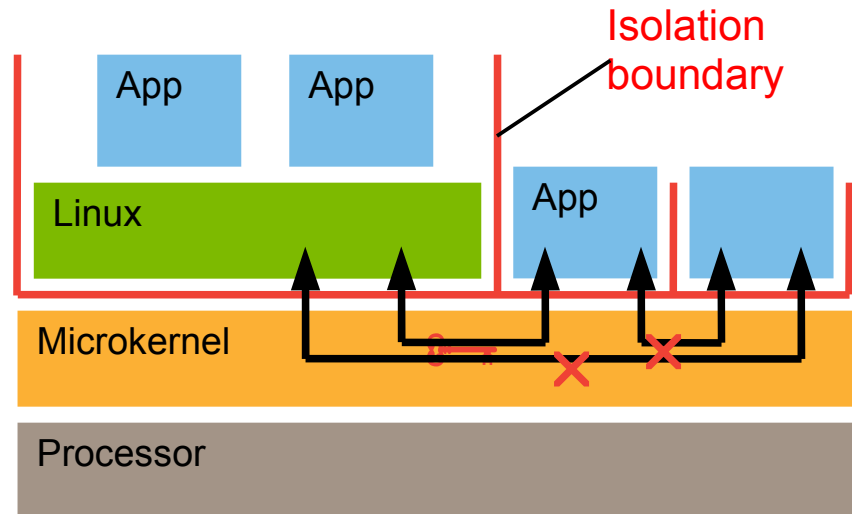 Isolation
boundary
App
App
App
Linux
Microkernel
Processor